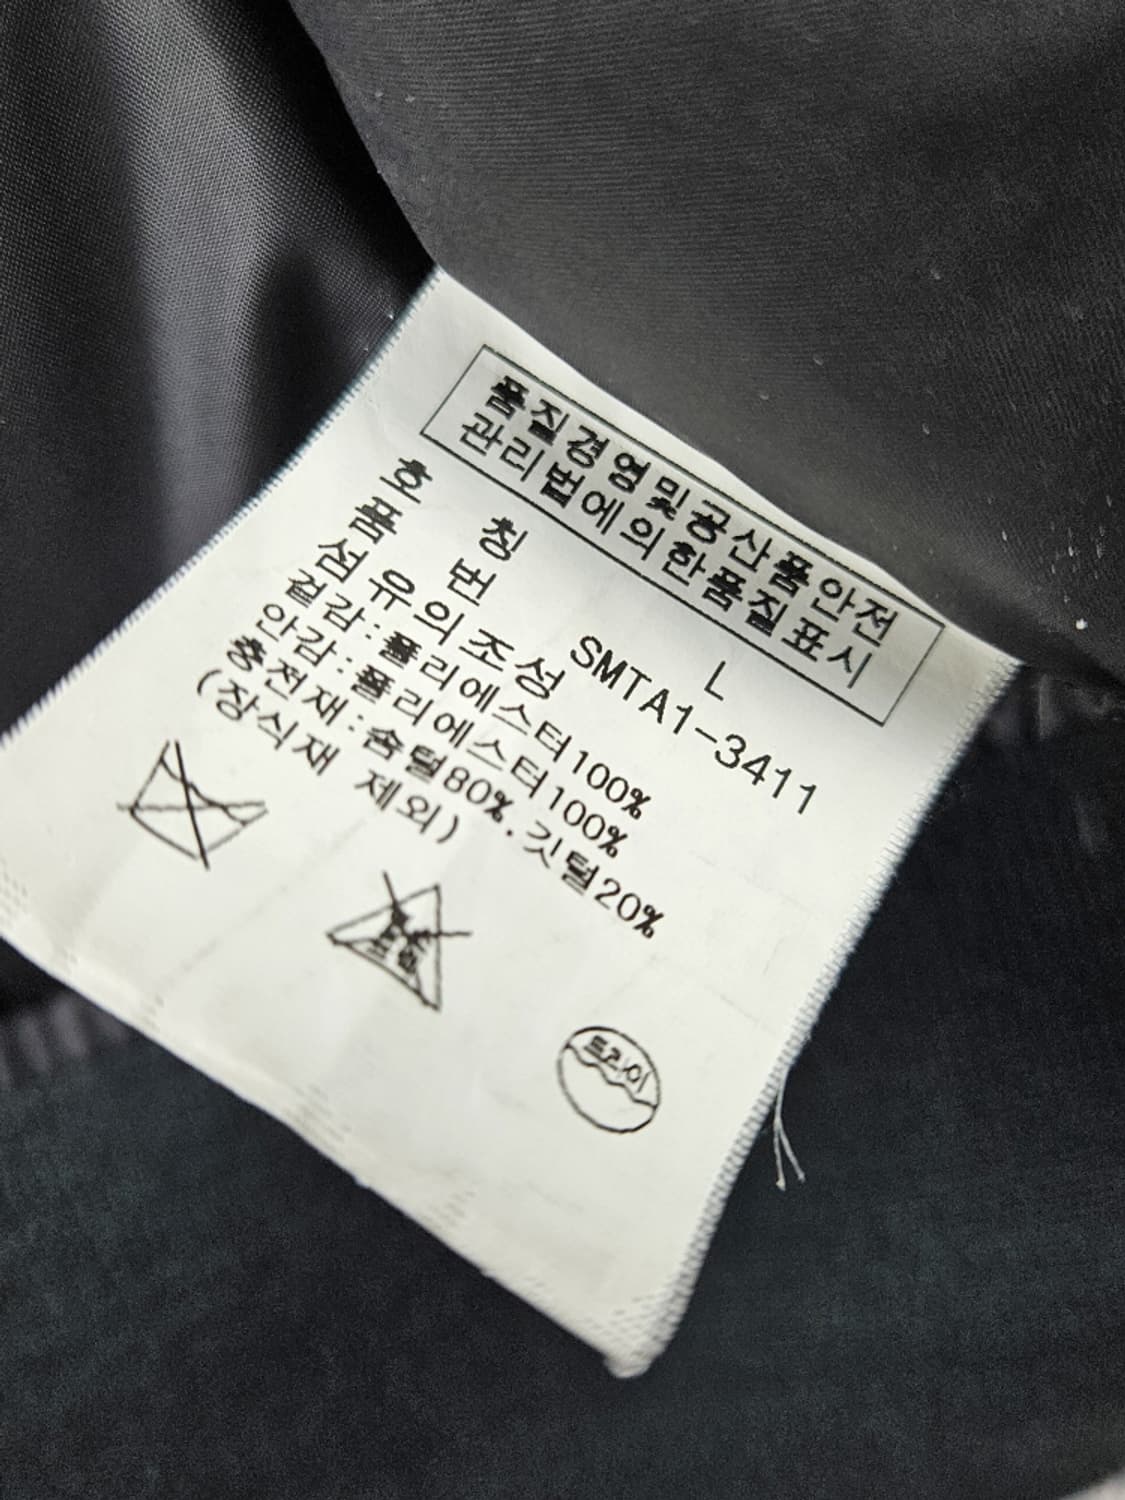 품질경영및공산품안전
관리법에의한품질표시
호 칭 L
품 번 SMTA1-3411
섬유의조성
겉감:폴리에스터100%
안감:폴리에스터100%
충전재:솜털80%.깃털20%
(장식재 제외)
드라이